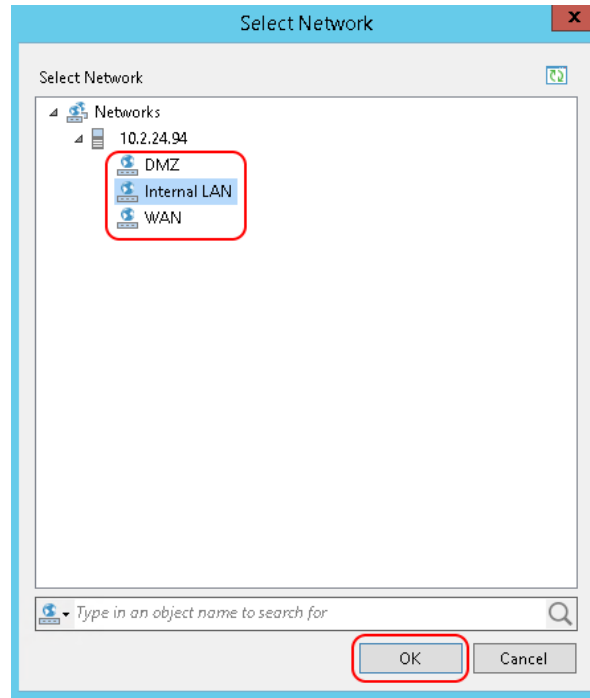 Select Network
x
Select Network
Networks
10.2.24.94
DMZ
Internal LAN
WAN
Type in an object name to search for
OK Cancel